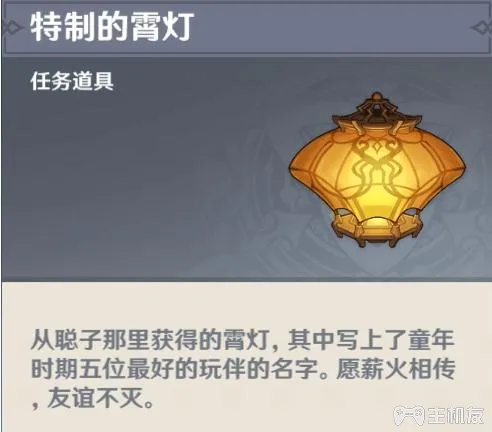 特制的霄灯
任务道具
从聪子那里获得的霄灯，其中写上了童年
时期五位最好的玩伴的名字。愿薪火相传
，友谊不灭。
主机友